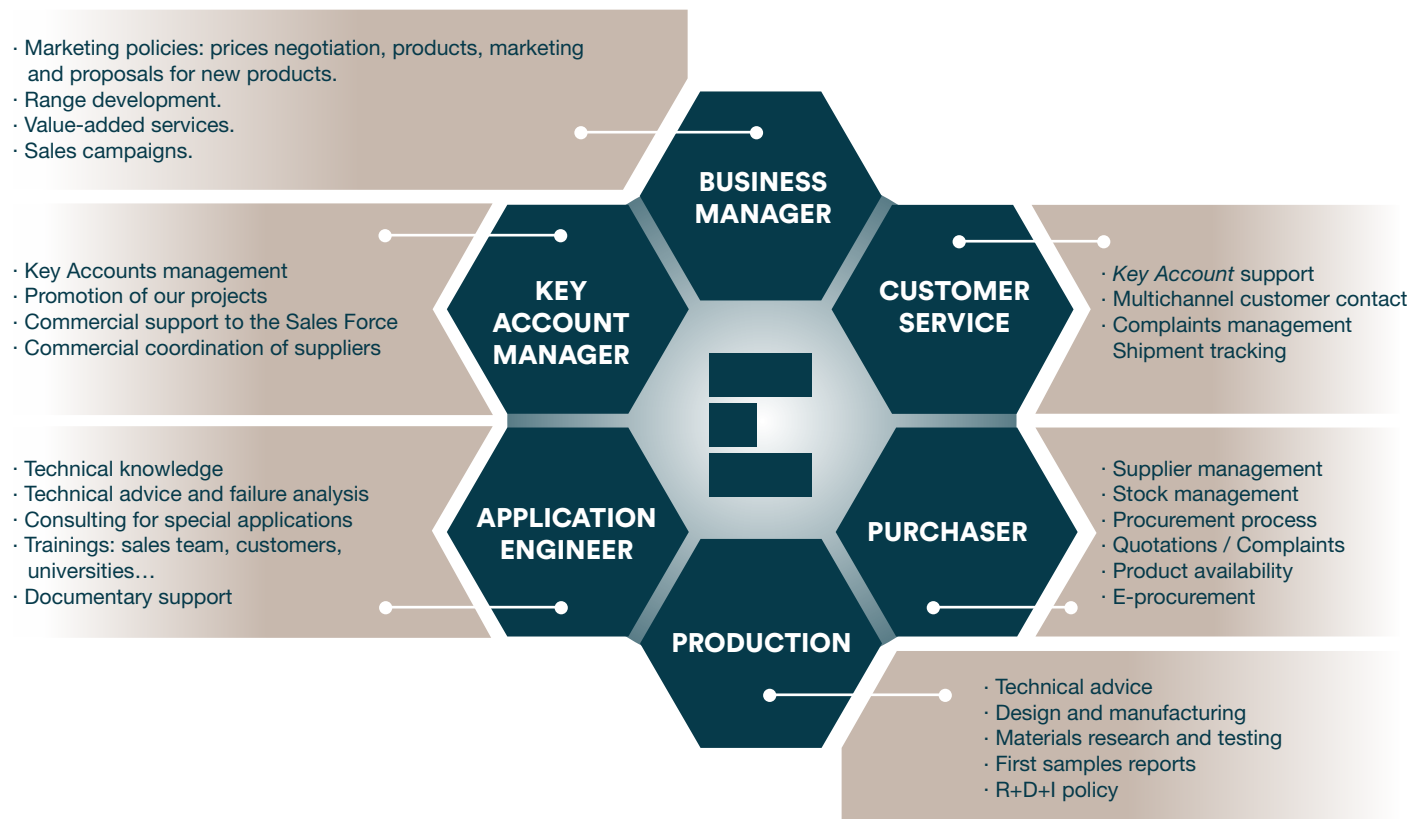 · Marketing policies: prices negotiation, products, marketing
and proposals for new products.
· Range development.
· Value-added services.
· Sales campaigns.
BUSINESS
MANAGER
· Key Accounts management
· Promotion of our projects
· Commercial support to the Sales Force
· Commercial coordination of suppliers
KEY
ACCOUNT
MANAGER
CUSTOMER
SERVICE
· Key Account support
· Multichannel customer contact
· Complaints management
Shipment tracking
· Technical knowledge
· Technical advice and failure analysis
· Consulting for special applications
· Trainings: sales team, customers,
universities…
· Documentary support
APPLICATION
ENGINEER
PURCHASER
· Supplier management
· Stock management
· Procurement process
· Quotations / Complaints
· Product availability
· E-procurement
PRODUCTION
· Technical advice
· Design and manufacturing
· Materials research and testing
· First samples reports
· R+D+I policy